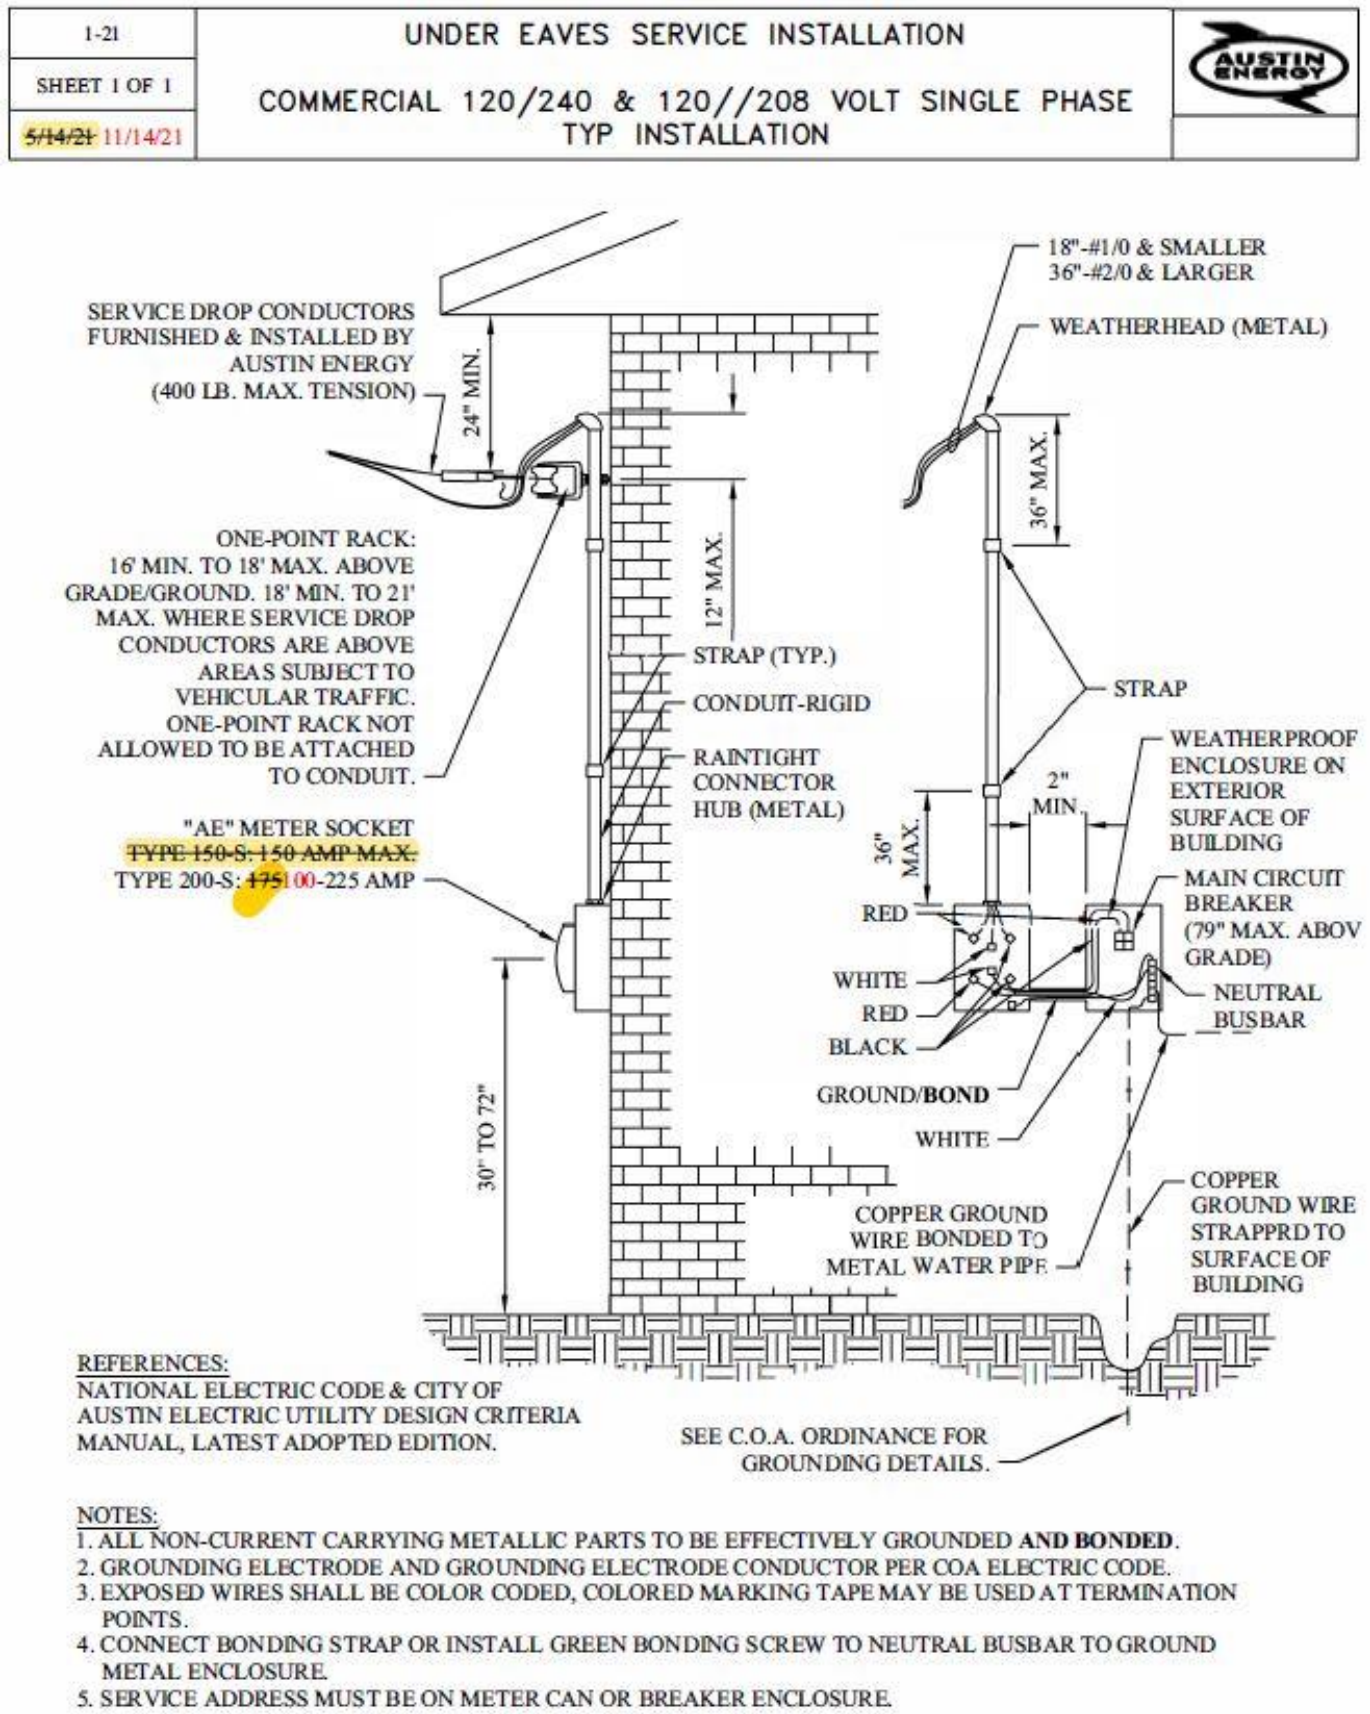 1-21
SHEET 1 OF 1
5/14/21 11/14/21
UNDER EAVES SERVICE INSTALLATION
COMMERCIAL 120/240 & 120//208 VOLT SINGLE PHASE
TYP INSTALLATION
AUSTIN
ENERGY
SERVICE DROP CONDUCTORS
FURNISHED & INSTALLED BY
AUSTIN ENERGY
(400 LB. MAX. TENSION)
24" MIN.
ONE-POINT RACK:
16' MIN. TO 18' MAX. ABOVE
GRADE/GROUND. 18' MIN. TO 21'
MAX. WHERE SERVICE DROP
CONDUCTORS ARE ABOVE
AREAS SUBJECT TO
VEHICULAR TRAFFIC.
ONE-POINT RACK NOT
ALLOWED TO BE ATTACHED
TO CONDUIT.
"AE" METER SOCKET
TYPE 150-S: 150 AMP MAX.
TYPE 200-S: 175100-225 AMP
30" TO 72"
12" MAX.
STRAP (TYP.)
CONDUIT-RIGID
RAINTIGHT
CONNECTOR
HUB (METAL)
18"-#1/0 & SMALLER
36"-#2/0 & LARGER
WEATHERHEAD (METAL)
36" MAX.
STRAP
2"
MIN.
36"
MAX.
WEATHERPROOF
ENCLOSURE ON
EXTERIOR
SURFACE OF
BUILDING
MAIN CIRCUIT
BREAKER
(79" MAX. ABOV
GRADE)
NEUTRAL
BUSBAR
RED
WHITE
RED
BLACK
GROUND/BOND
WHITE
COPPER GROUND
WIRE BONDED TO
METAL WATER PIPE
COPPER
GROUND WIRE
STRAPPRD TO
SURFACE OF
BUILDING
SEE C.O.A. ORDINANCE FOR
GROUNDING DETAILS.
REFERENCES:
NATIONAL ELECTRIC CODE & CITY OF
AUSTIN ELECTRIC UTILITY DESIGN CRITERIA
MANUAL, LATEST ADOPTED EDITION.
NOTES:
1. ALL NON-CURRENT CARRYING METALLIC PARTS TO BE EFFECTIVELY GROUNDED AND BONDED.
2. GROUNDING ELECTRODE AND GROUNDING ELECTRODE CONDUCTOR PER COA ELECTRIC CODE.
3. EXPOSED WIRES SHALL BE COLOR CODED, COLORED MARKING TAPE MAY BE USED AT TERMINATION
POINTS.
4. CONNECT BONDING STRAP OR INSTALL GREEN BONDING SCREW TO NEUTRAL BUSBAR TO GROUND
METAL ENCLOSURE.
5. SERVICE ADDRESS MUST BE ON METER CAN OR BREAKER ENCLOSURE.